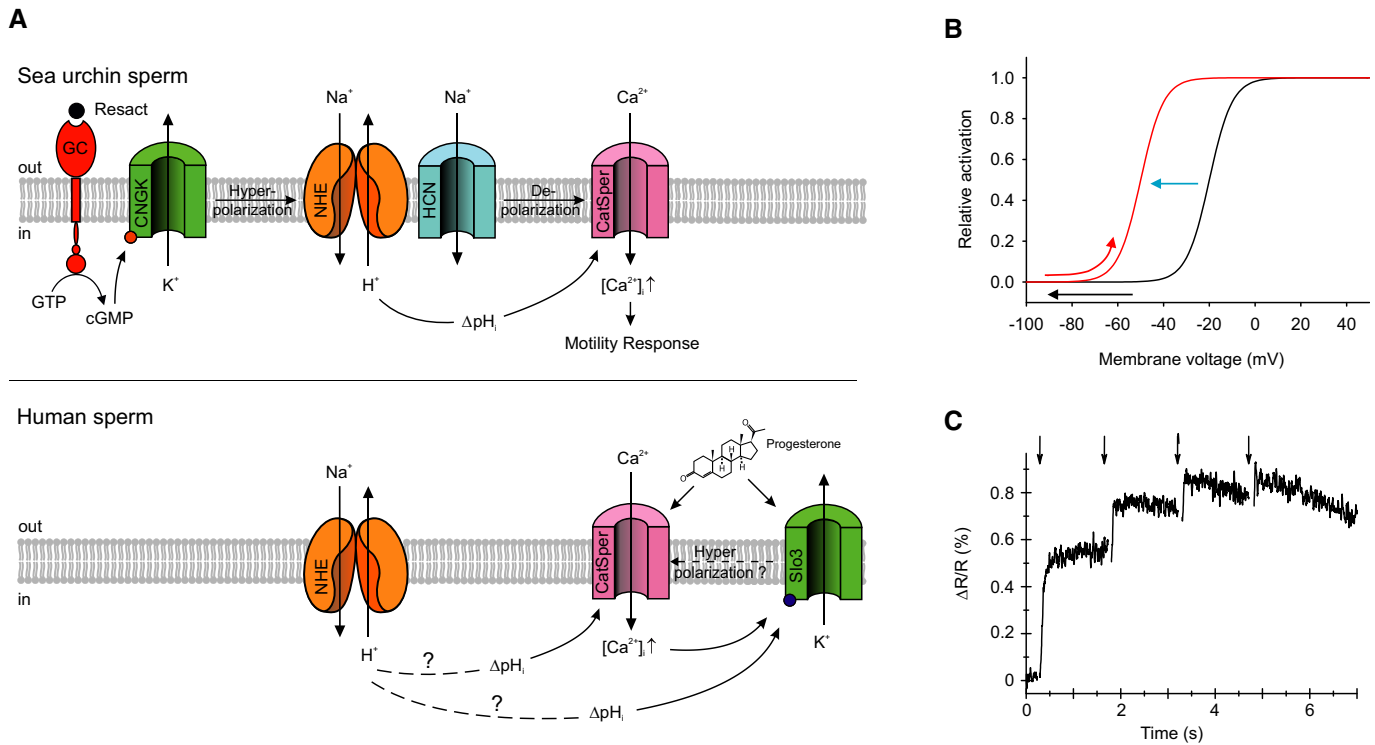 A
Sea urchin sperm
Resact
GC
out
in
GTP
cGMP
CNGK
K⁺
Hyper-
polarization
Na⁺
NHE
H⁺
Na⁺
HCN
De-
polarization
Ca²⁺
CatSper
[Ca²⁺]ᵢ↑
ΔpHᵢ
Motility Response
Human sperm
out
in
Na⁺
NHE
H⁺
?
ΔpHᵢ
?
ΔpHᵢ
Ca²⁺
CatSper
[Ca²⁺]ᵢ↑
Progesterone
O
O
H
H
H
Hyper
polarization ?
Slo3
K⁺
B
Relative activation
1.0
0.8
0.6
0.4
0.2
0.0
-100 -80 -60 -40 -20 0 20 40
Membrane voltage (mV)
C
ΔR/R (%)
0.8
0.6
0.4
0.2
0
0 2 4 6
Time (s)